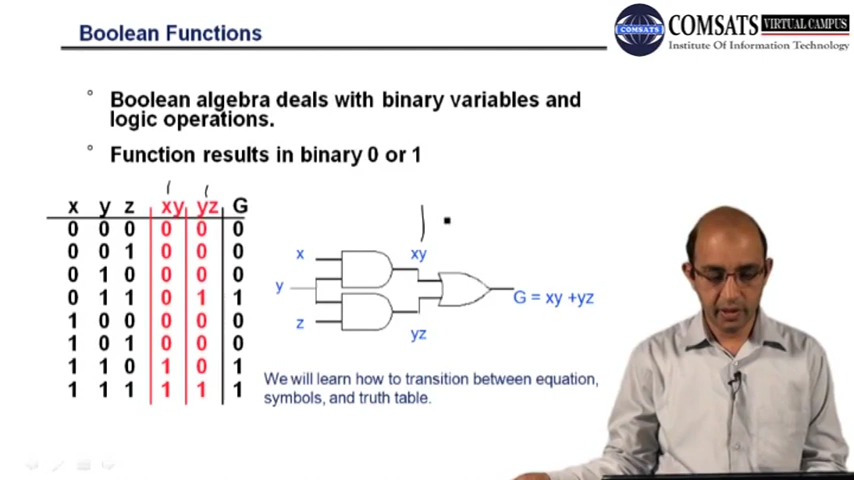 Boolean Functions
COMSATS VIRTUAL CAMPUS
COMSATS
Institute Of Information Technology
° Boolean algebra deals with binary variables and
logic operations.
° Function results in binary 0 or 1
x y z xy yz G
0 0 0 0 0 0
0 0 1 0 0 0
0 1 0 0 0 0
0 1 1 0 1 1
1 0 0 0 0 0
1 0 1 0 0 0
1 1 0 1 0 1
1 1 1 1 1 1
x
xy
y
z
yz
G = xy +yz
We will learn how to transition between equation,
symbols, and truth table.